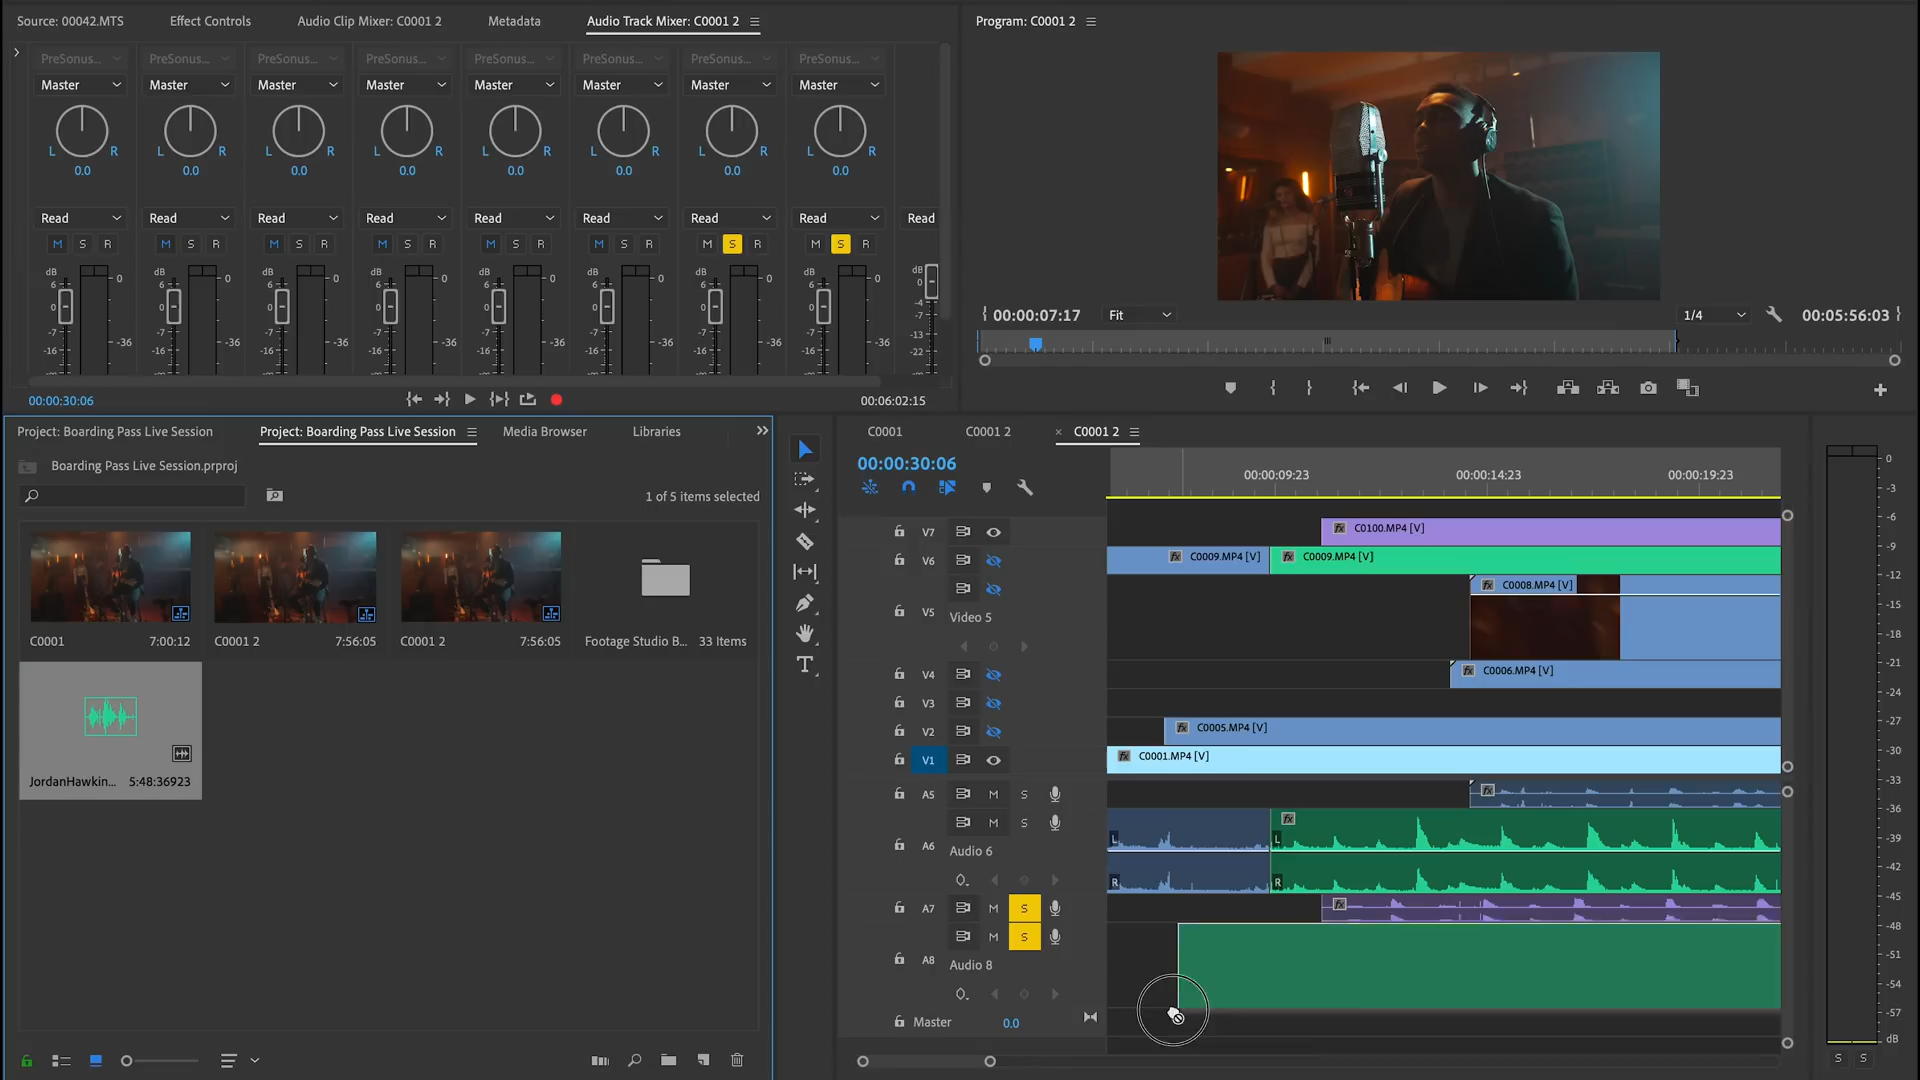 Source: 00042.MTS
Effect Controls
Audio Clip Mixer: C0001 2
Metadata
Audio Track Mixer: C0001 2
PreSonus... PreSonus... PreSonus... PreSonus... PreSonus... PreSonus... PreSonus... PreSonus...
Master Master Master Master Master Master Master Master
L R L R L R L R L R L R L R L R
0.0 0.0 0.0 0.0 0.0 0.0 0.0 0.0
Read Read Read Read Read Read Read Read Read
M S R M S R M S R M S R M S R M S R M S R M S R
dB dB dB dB dB dB dB dB dB
6 0 6 0 6 0 6 0 6 0 6 0 6 0 6 0 6
0 0 0 0 0 0 0 0 0
-4
-7 -7 -7 -7 -7 -7 -7 -7 -7
-36 -36 -36 -36 -36 -36 -36 -36 -13
-16 -16 -16 -16 -16 -16 -16 -16 -22
00:00:30:06
00:06:02:15
Program: C0001 2
00:00:07:17
Fit
1/4
00:05:56:03
Project: Boarding Pass Live Session
Project: Boarding Pass Live Session
Media Browser
Libraries
Boarding Pass Live Session.prproj
1 of 5 items selected
C0001 7:00:12
C0001 2 7:56:05
C0001 2 7:56:05
Footage Studio B... 33 Items
JordanHawkin... 5:48:36923
C0001
C0001 2
× C0001 2
00:00:30:06
00:00:09:23
00:00:14:23
00:00:19:23
V7
fx C0100.MP4 [V]
V6
fx C0009.MP4 [V]
fx C0009.MP4 [V]
V5
Video 5
fx C0008.MP4 [V]
V4
fx C0006.MP4 [V]
V3
V2
fx C0005.MP4 [V]
V1
fx C0001.MP4 [V]
A5 M S
fx
M S
A6
Audio 6
L
R
fx
L
R
A7 M S
fx
M S
A8
Audio 8
Master 0.0
T
0
-3
-6
-9
-12
-15
-18
-21
-24
-27
-30
-33
-36
-39
-42
-45
-48
-51
-54
-57
dB
S S